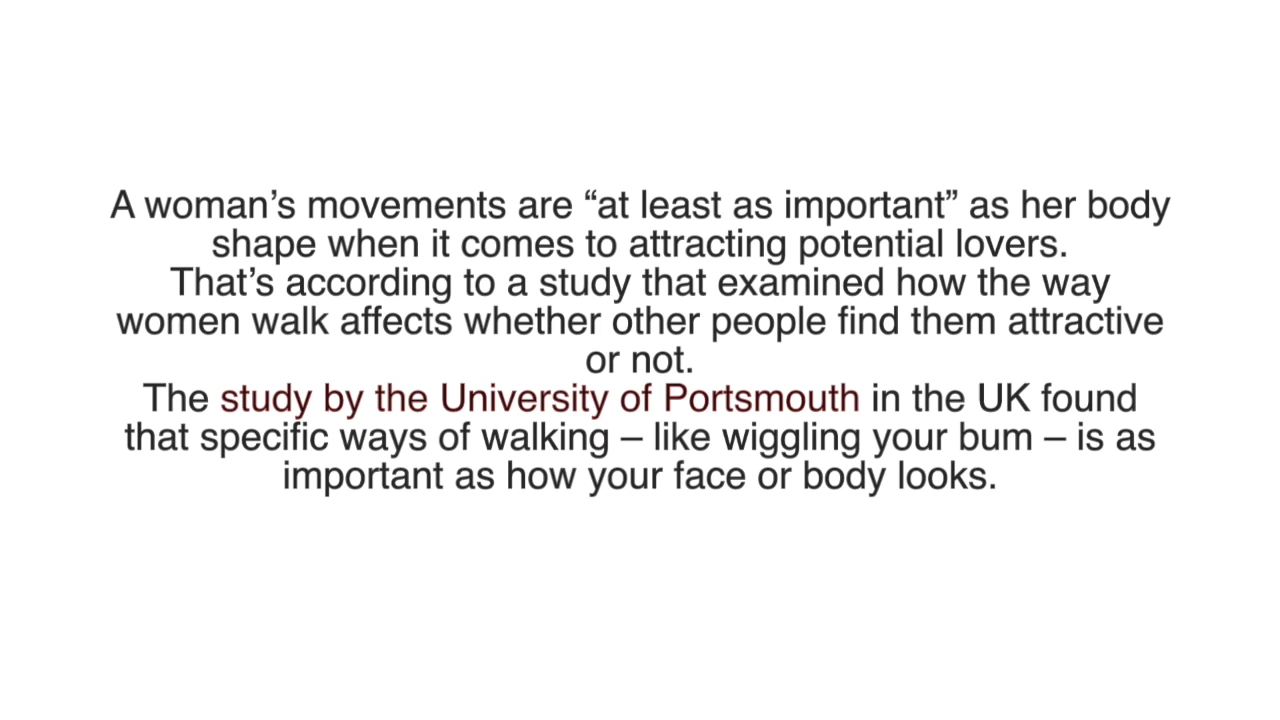 A woman’s movements are “at least as important” as her body
shape when it comes to attracting potential lovers.
That’s according to a study that examined how the way
women walk affects whether other people find them attractive
or not.
The study by the University of Portsmouth in the UK found
that specific ways of walking – like wiggling your bum – is as
important as how your face or body looks.